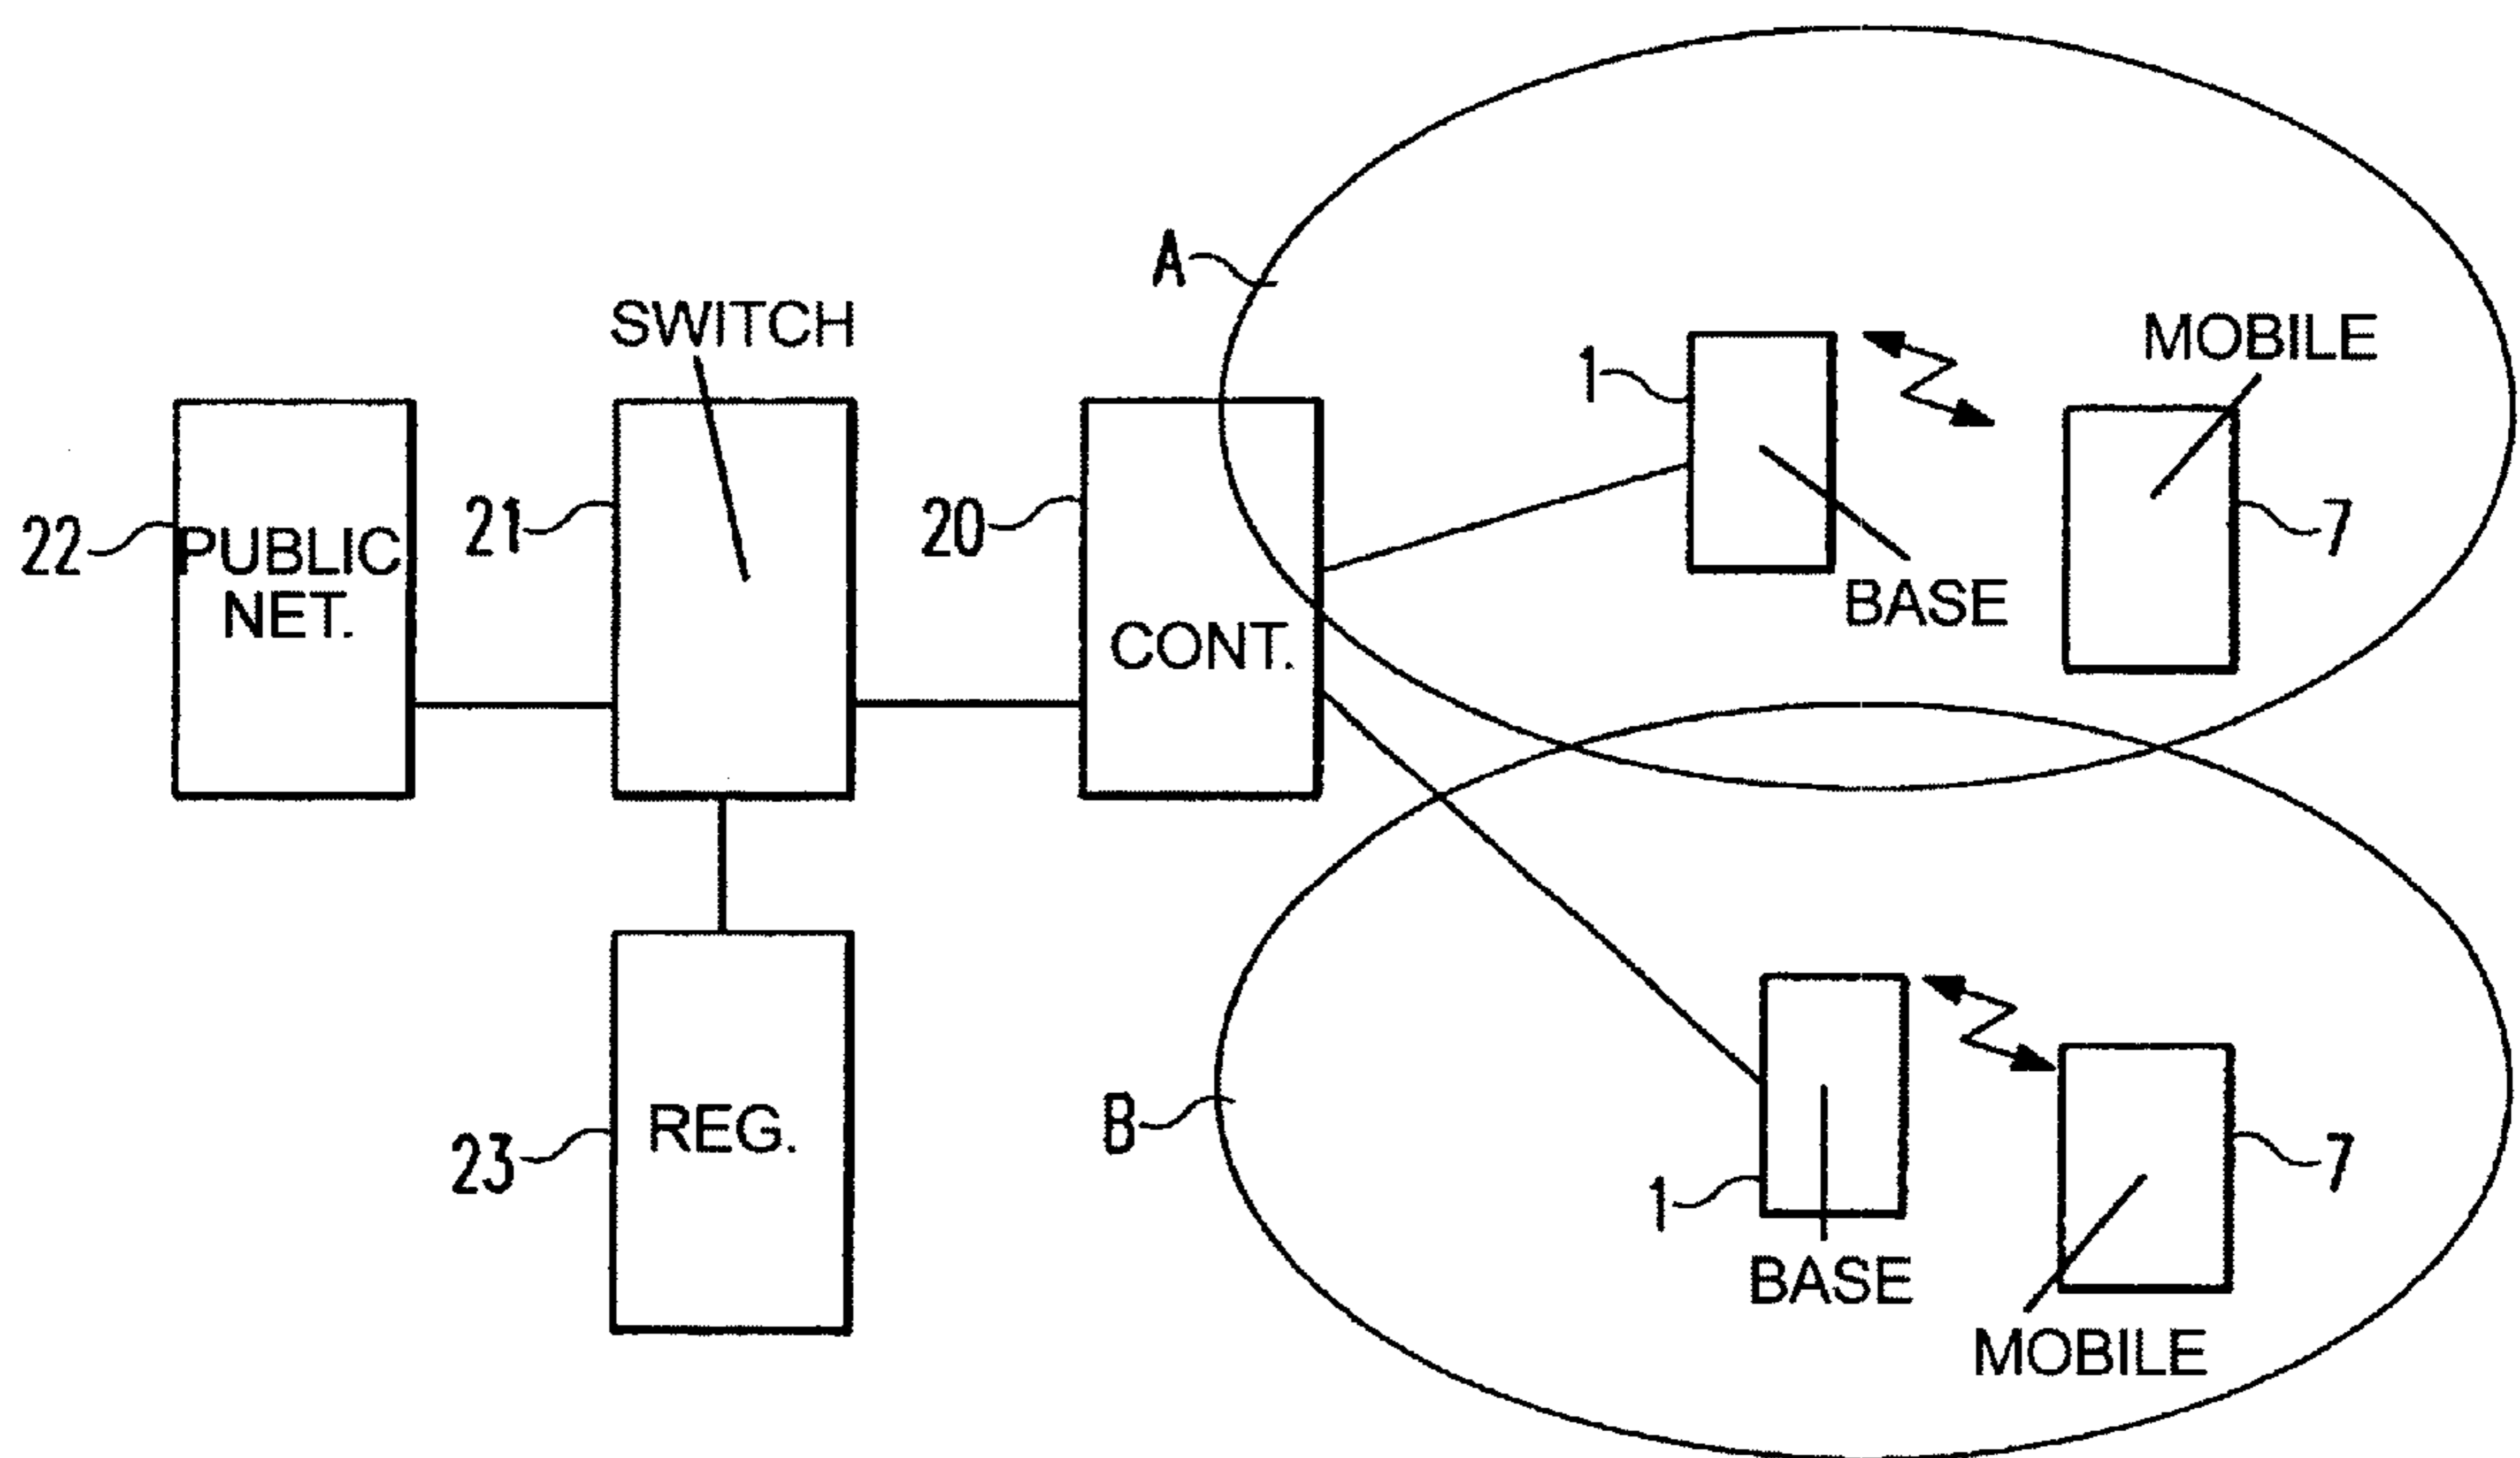 A
SWITCH
MOBILE
1
22
PUBLIC
NET.
21
20
CONT.
BASE
7
23
REG.
B
1
BASE
7
MOBILE